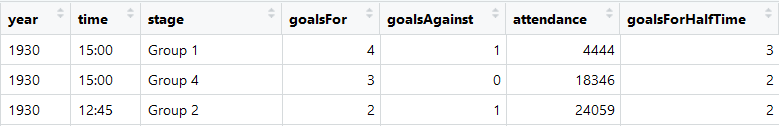 year time stage goalsFor goalsAgainst attendance goalsForHalfTime
1930 15:00 Group 1 4 1 4444 3
1930 15:00 Group 4 3 0 18346 2
1930 12:45 Group 2 2 1 24059 2